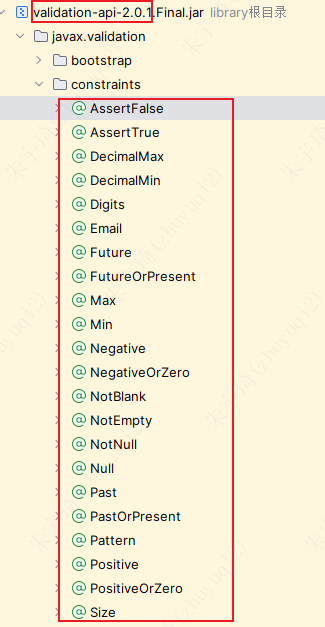 validation-api-2.0.1.Final.jar library根目录
javax.validation
bootstrap
constraints
AssertFalse
AssertTrue
DecimalMax
DecimalMin
Digits
Email
Future
FutureOrPresent
Max
Min
Negative
NegativeOrZero
NotBlank
NotEmpty
NotNull
Null
Past
PastOrPresent
Pattern
Positive
PositiveOrZero
Size